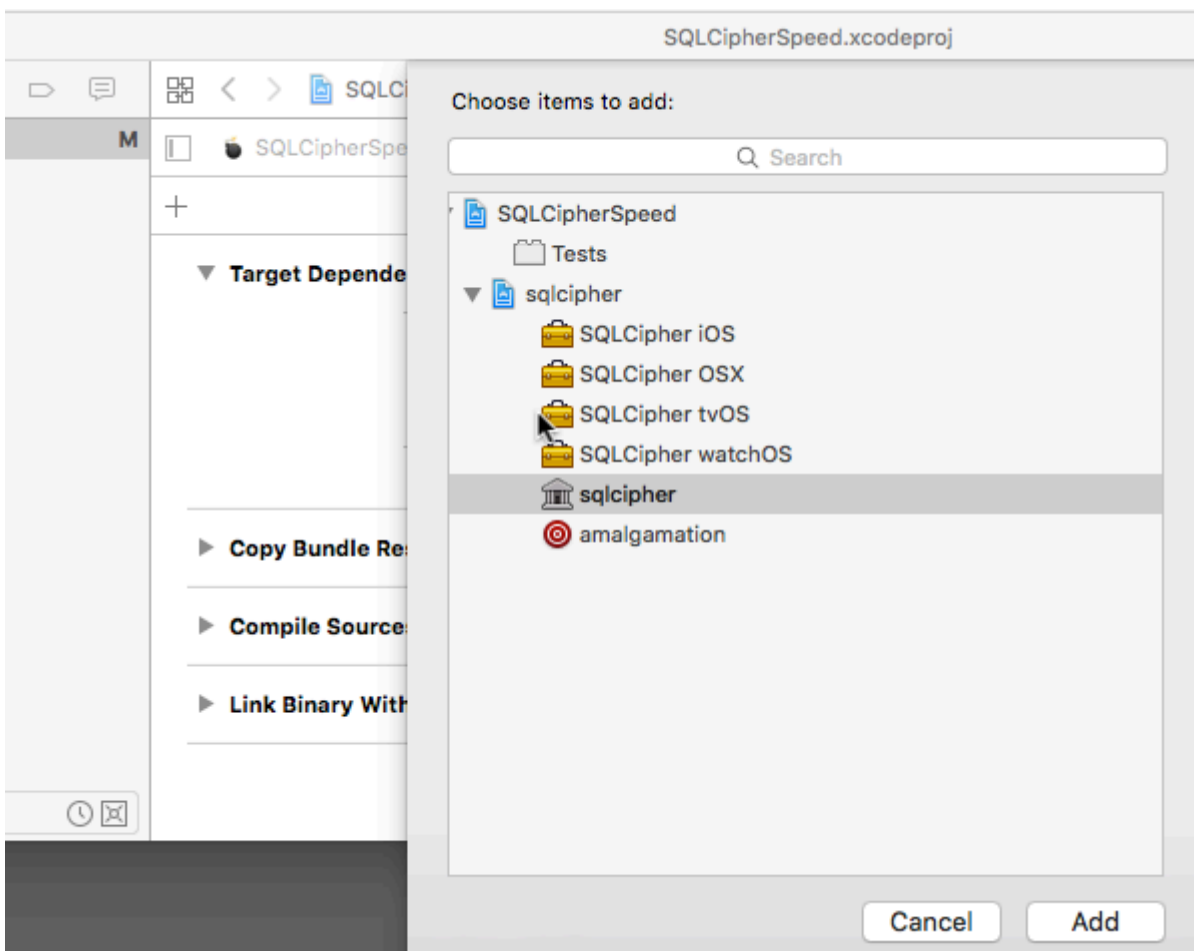 SQLCipherSpeed.xcodeproj
SQLCi
Choose items to add:
M
SQLCipherSpe
Search
SQLCipherSpeed
Tests
Target Depende
sqlcipher
SQLCipher iOS
SQLCipher OSX
SQLCipher tvOS
SQLCipher watchOS
sqlcipher
Copy Bundle Re
amalgamation
Compile Source
Link Binary With
Cancel
Add